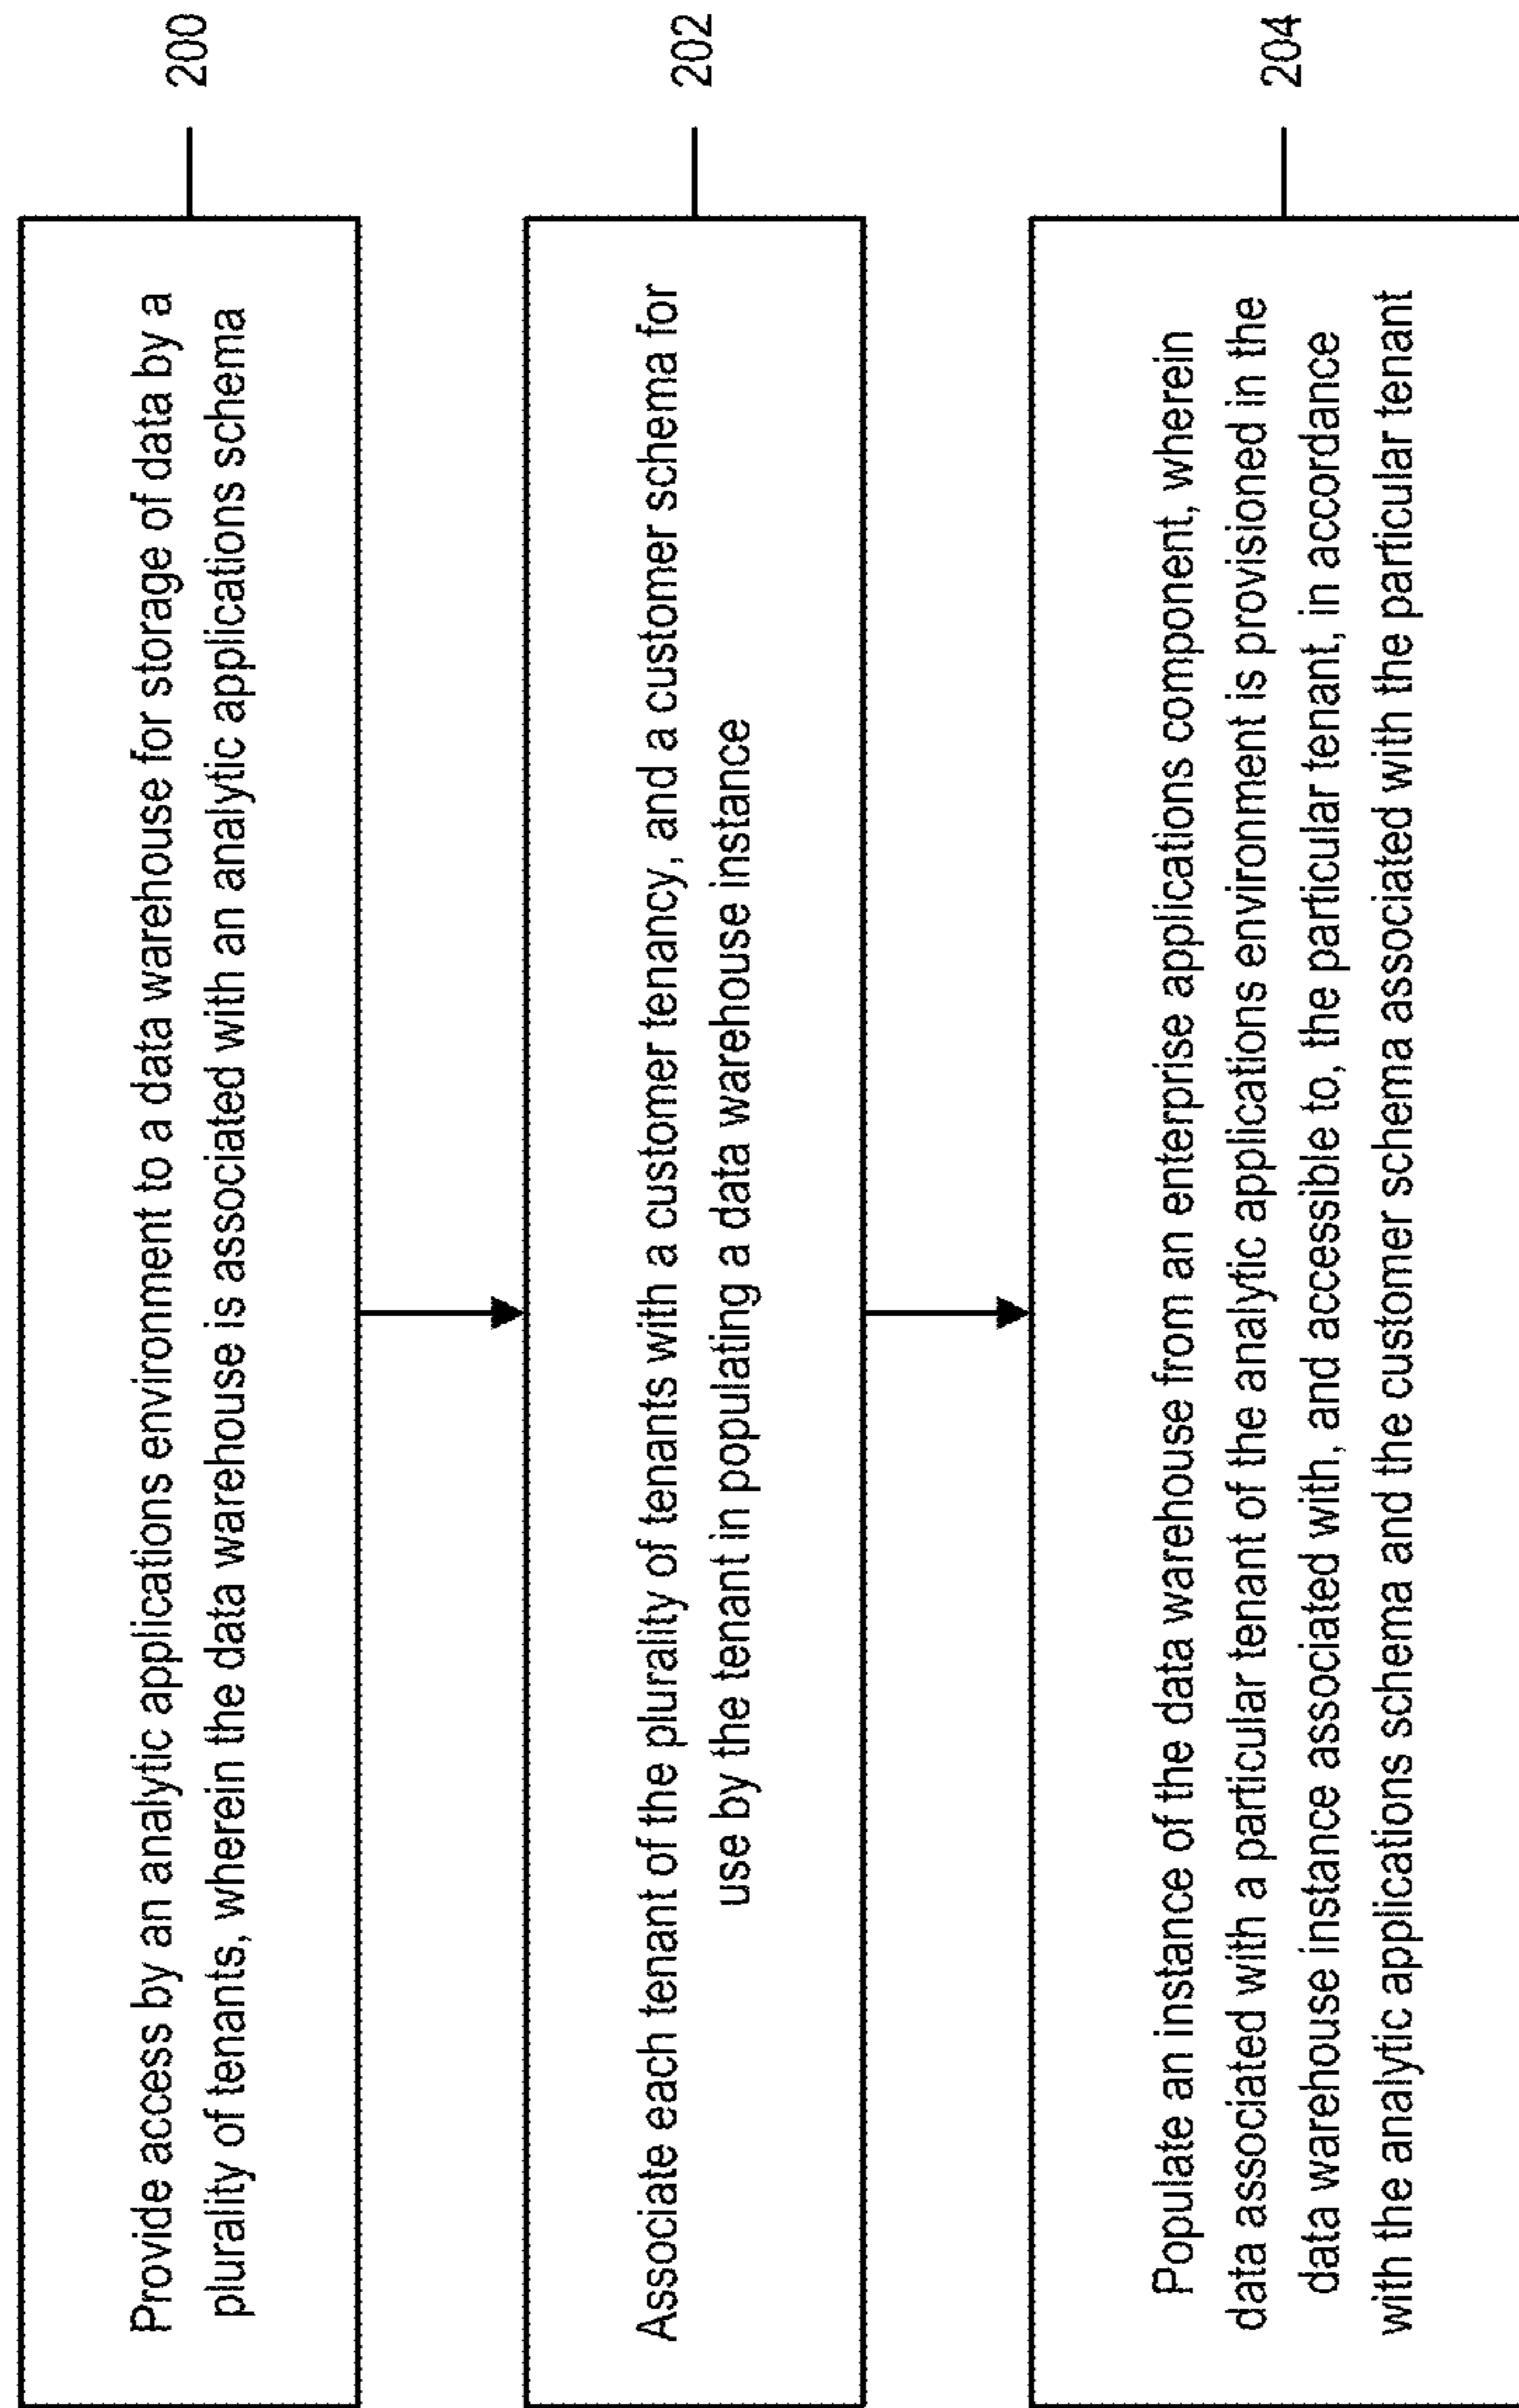 Provide access by an analytic applications environment to a data warehouse for storage of data by a
plurality of tenants, wherein the data warehouse is associated with an analytic applications schema
200
Associate each tenant of the plurality of tenants with a customer tenancy, and a customer schema for
use by the tenant in populating a data warehouse instance
202
Populate an instance of the data warehouse from an enterprise applications component, wherein
data associated with a particular tenant of the analytic applications environment is provisioned in the
data warehouse instance associated with, and accessible to, the particular tenant, in accordance
with the analytic applications schema and the customer schema associated with the particular tenant
204